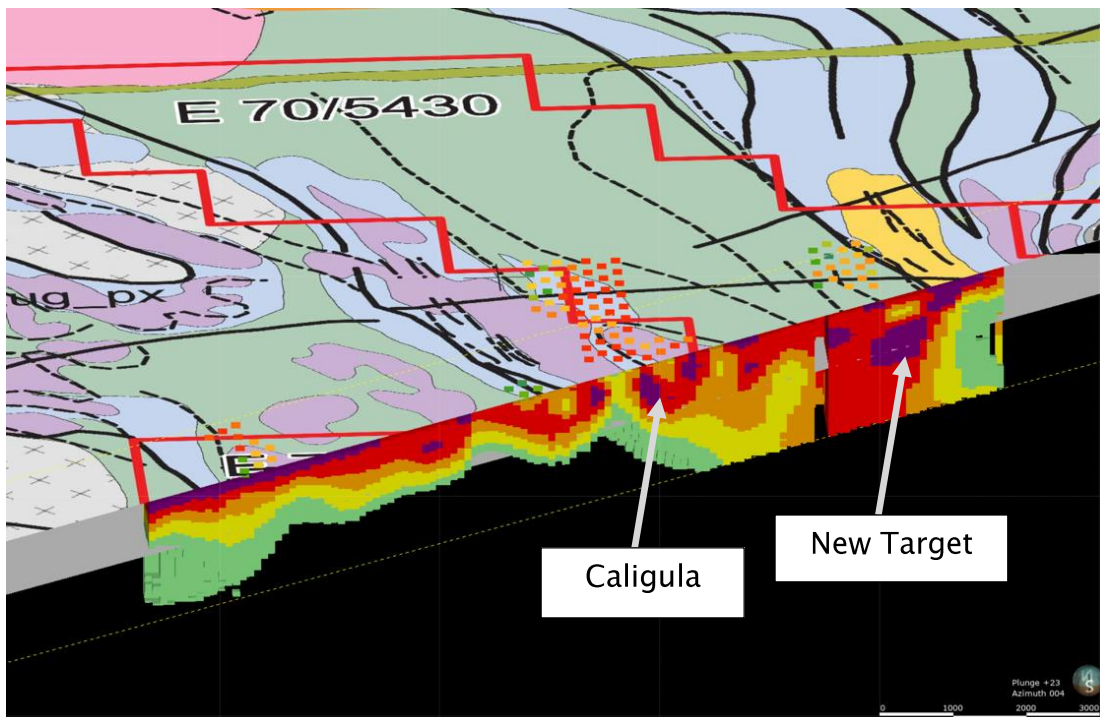 E 70/5430
ug_px
E
Caligula
New Target
Plunge +23
Azimuth 004
S
0 1000 2000 3000